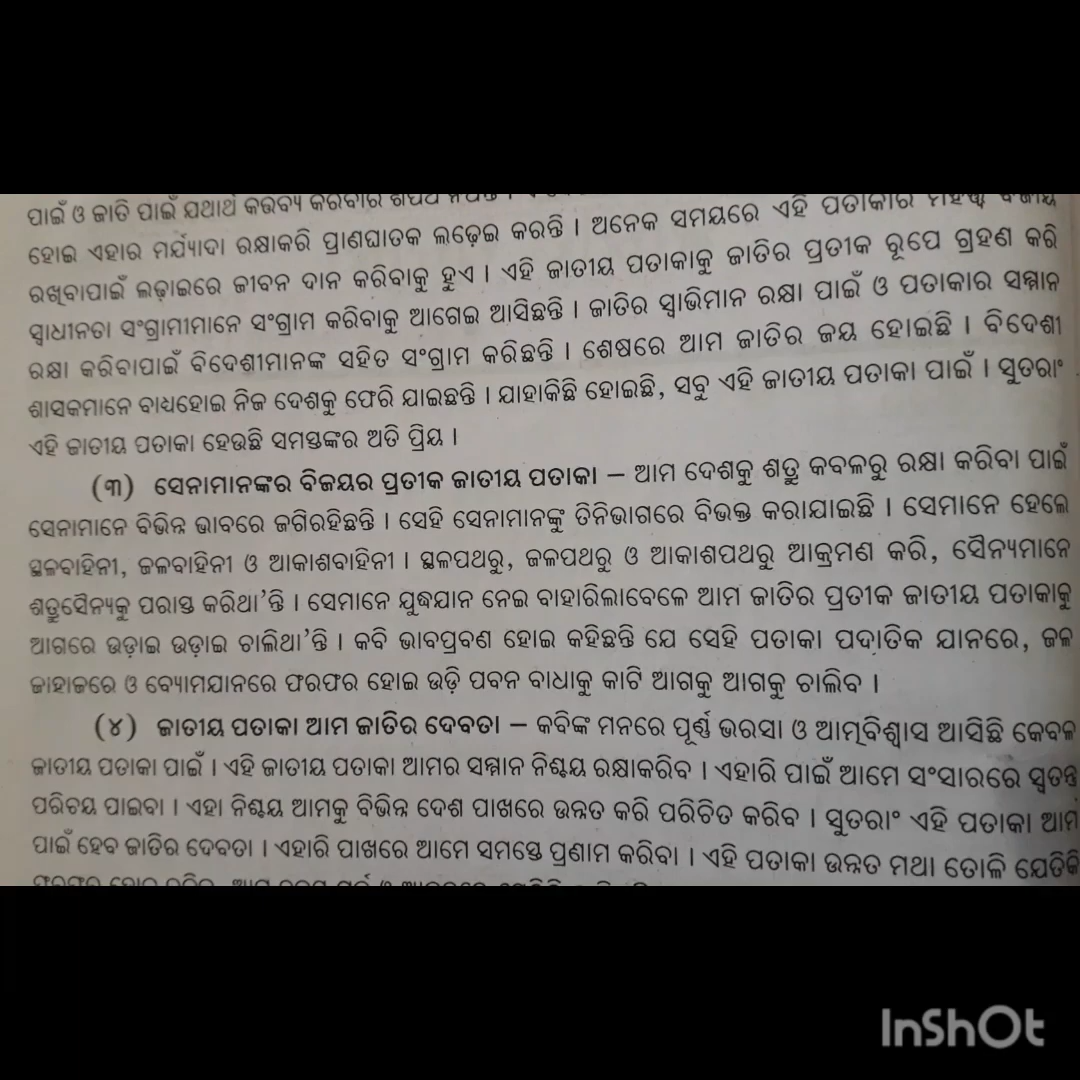 ପାଇଁ ଓ ଜାତି ପାଇଁ ଯଥାର୍ଥ
ହୋଇ ଏହାର ମର୍ଯ୍ୟାଦା ରକ୍ଷାକରି ପ୍ରାଣଘାତକ ଲଢ଼େଇ କରନ୍ତି । ଅନେକ ସମୟରେ ଏହି ପତାକାର
ରଖିବାପାଇଁ ଲଢ଼ାଇରେ ଜୀବନ ଦାନ କରିବାକୁ ହୁଏ । ଏହି ଜାତୀୟ ପତାକାକୁ ଜାତିର ପ୍ରତୀକ ରୂପେ ଗ୍ରହଣ କରି
ସ୍ୱାଧୀନତା ସଂଗ୍ରାମୀମାନେ ସଂଗ୍ରାମ କରିବାକୁ ଆଗେଇ ଆସିଛନ୍ତି । ଜାତିର ସ୍ୱାଭିମାନ ରକ୍ଷା ପାଇଁ ଓ ପତାକାର ସମ୍ମାନ
ରକ୍ଷା କରିବାପାଇଁ ବିଦେଶୀମାନଙ୍କ ସହିତ ସଂଗ୍ରାମ କରିଛନ୍ତି । ଶେଷରେ ଆମ ଜାତିର ଜୟ ହୋଇଛି । ବିଦେଶୀ
ଶାସକମାନେ ବାଧ୍ୟହୋଇ ନିଜ ଦେଶକୁ ଫେରି ଯାଇଛନ୍ତି । ଯାହାକିଛି ହୋଇଛି, ସବୁ ଏହି ଜାତୀୟ ପତାକା ପାଇଁ । ସୁତରାଂ
ଏହି ଜାତୀୟ ପତାକା ହେଉଛି ସମସ୍ତଙ୍କର ଅତି ପ୍ରିୟ ।
(୩) ସେନାମାନଙ୍କର ବିଜୟର ପ୍ରତୀକ ଜାତୀୟ ପତାକା – ଆମ ଦେଶକୁ ଶତ୍ରୁ କବଳରୁ ରକ୍ଷା କରିବା ପାଇଁ
ସେନାମାନେ ବିଭିନ୍ନ ଭାବରେ ଜଗିରହିଛନ୍ତି । ସେହି ସେନାମାନଙ୍କୁ ତିନିଭାଗରେ ବିଭକ୍ତ କରାଯାଇଛି । ସେମାନେ ହେଲେ
ସ୍ଥଳବାହିନୀ, ଜଳବାହିନୀ ଓ ଆକାଶବାହିନୀ । ସ୍ଥଳପଥରୁ, ଜଳପଥରୁ ଓ ଆକାଶପଥରୁ ଆକ୍ରମଣ କରି, ସୈନ୍ୟମାନେ
ଶତ୍ରୁସୈନ୍ୟକୁ ପରାସ୍ତ କରିଥା'ନ୍ତି । ସେମାନେ ଯୁଦ୍ଧଯାନ ନେଇ ବାହାରିଲାବେଳେ ଆମ ଜାତିର ପ୍ରତୀକ ଜାତୀୟ ପତାକାକୁ
ଆଗରେ ଉଡ଼ାଇ ଉଡ଼ାଇ ଚାଲିଥା'ନ୍ତି । କବି ଭାବପ୍ରବଣ ହୋଇ କହିଛନ୍ତି ଯେ ସେହି ପତାକା ପଦାତିକ ଯାନରେ, ଜଳ
ଜାହାଜରେ ଓ ବ୍ୟୋମଯାନରେ ଫରଫର ହୋଇ ଉଡ଼ି ପବନ ବାଧାକୁ କାଟି ଆଗକୁ ଆଗକୁ ଚାଲିବ ।
(୪) ଜାତୀୟ ପତାକା ଆମ ଜାତିର ଦେବତା – କବିଙ୍କ ମନରେ ପୂର୍ଣ୍ଣ ଭରସା ଓ ଆତ୍ମବିଶ୍ୱାସ ଆସିଛି କେବଳ
ଜାତୀୟ ପତାକା ପାଇଁ । ଏହି ଜାତୀୟ ପତାକା ଆମର ସମ୍ମାନ ନିଶ୍ଚୟ ରକ୍ଷାକରିବ । ଏହାରି ପାଇଁ ଆମେ ସଂସାରରେ ସ୍ୱତନ୍ତ୍ର
ପରିଚୟ ପାଇବା । ଏହା ନିଶ୍ଚୟ ଆମକୁ ବିଭିନ୍ନ ଦେଶ ପାଖରେ ଉନ୍ନତ କରି ପରିଚିତ କରିବ । ସୁତରାଂ ଏହି ପତାକା ଆମ
ପାଇଁ ହେବ ଜାତିର ଦେବତା । ଏହାରି ପାଖରେ ଆମେ ସମସ୍ତେ ପ୍ରଣାମ କରିବା । ଏହି ପତାକା ଉନ୍ନତ ମଥା ତୋଳି ଯେତିକି
InShOt